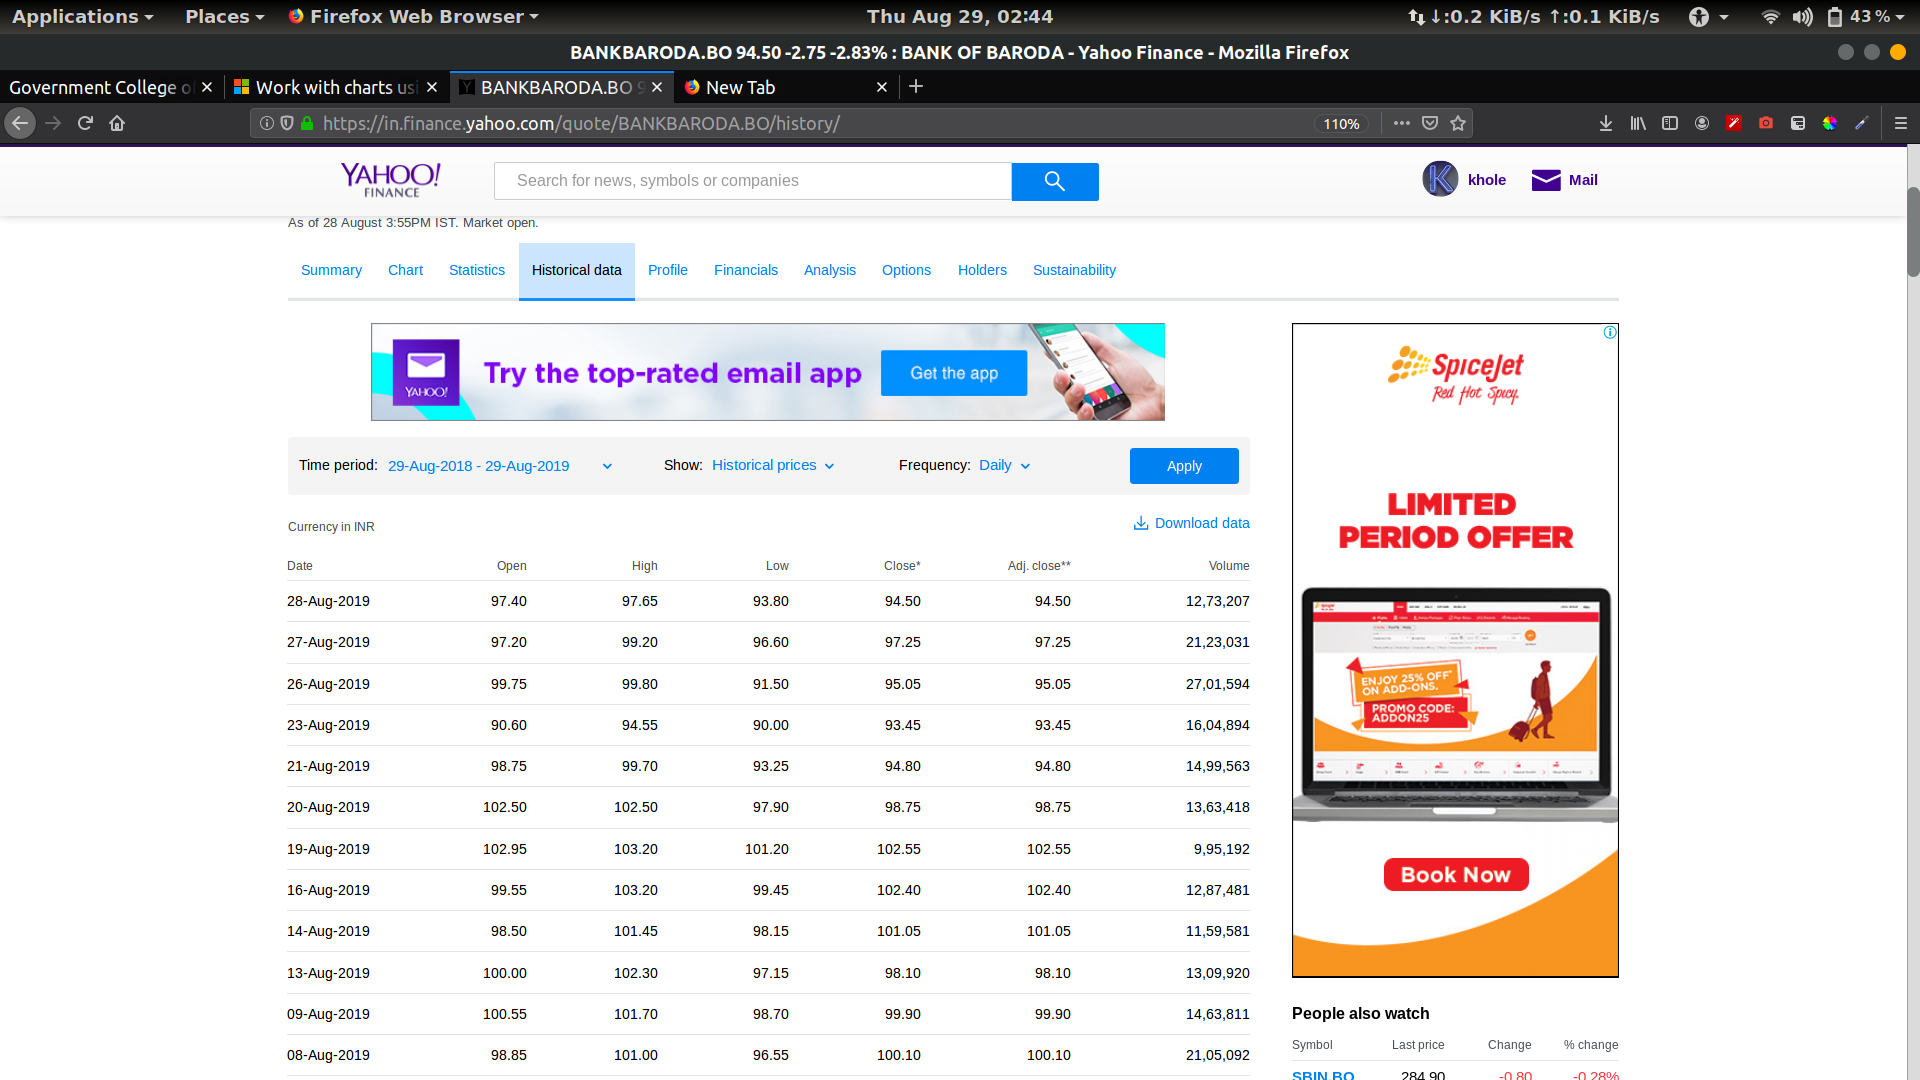 Applications Places Firefox Web Browser Thu Aug 29, 02:44 ↓:0.2 KiB/s ↑:0.1 KiB/s 43 %
BANKBARODA.BO 94.50 -2.75 -2.83% : BANK OF BARODA - Yahoo Finance - Mozilla Firefox
Government College o Work with charts usi BANKBARODA.BO 9 New Tab
https://in.finance.yahoo.com/quote/BANKBARODA.BO/history/ 110%
YAHOO! FINANCE Search for news, symbols or companies khole Mail
As of 28 August 3:55PM IST. Market open.
Summary Chart Statistics Historical data Profile Financials Analysis Options Holders Sustainability
YAHOO! Try the top-rated email app Get the app
Time period: 29-Aug-2018 - 29-Aug-2019 Show: Historical prices Frequency: Daily Apply
Currency in INR Download data
Date Open High Low Close* Adj. close** Volume
28-Aug-2019 97.40 97.65 93.80 94.50 94.50 12,73,207
27-Aug-2019 97.20 99.20 96.60 97.25 97.25 21,23,031
26-Aug-2019 99.75 99.80 91.50 95.05 95.05 27,01,594
23-Aug-2019 90.60 94.55 90.00 93.45 93.45 16,04,894
21-Aug-2019 98.75 99.70 93.25 94.80 94.80 14,99,563
20-Aug-2019 102.50 102.50 97.90 98.75 98.75 13,63,418
19-Aug-2019 102.95 103.20 101.20 102.55 102.55 9,95,192
16-Aug-2019 99.55 103.20 99.45 102.40 102.40 12,87,481
14-Aug-2019 98.50 101.45 98.15 101.05 101.05 11,59,581
13-Aug-2019 100.00 102.30 97.15 98.10 98.10 13,09,920
09-Aug-2019 100.55 101.70 98.70 99.90 99.90 14,63,811
08-Aug-2019 98.85 101.00 96.55 100.10 100.10 21,05,092
SpiceJet
Red Hot Spicy.
LIMITED
PERIOD OFFER
ENJOY 25% OFF*
ON ADD-ONS.
PROMO CODE:
ADDON25
Book Now
People also watch
Symbol Last price Change % change
SBIN.BO 284.90 -0.80 -0.28%